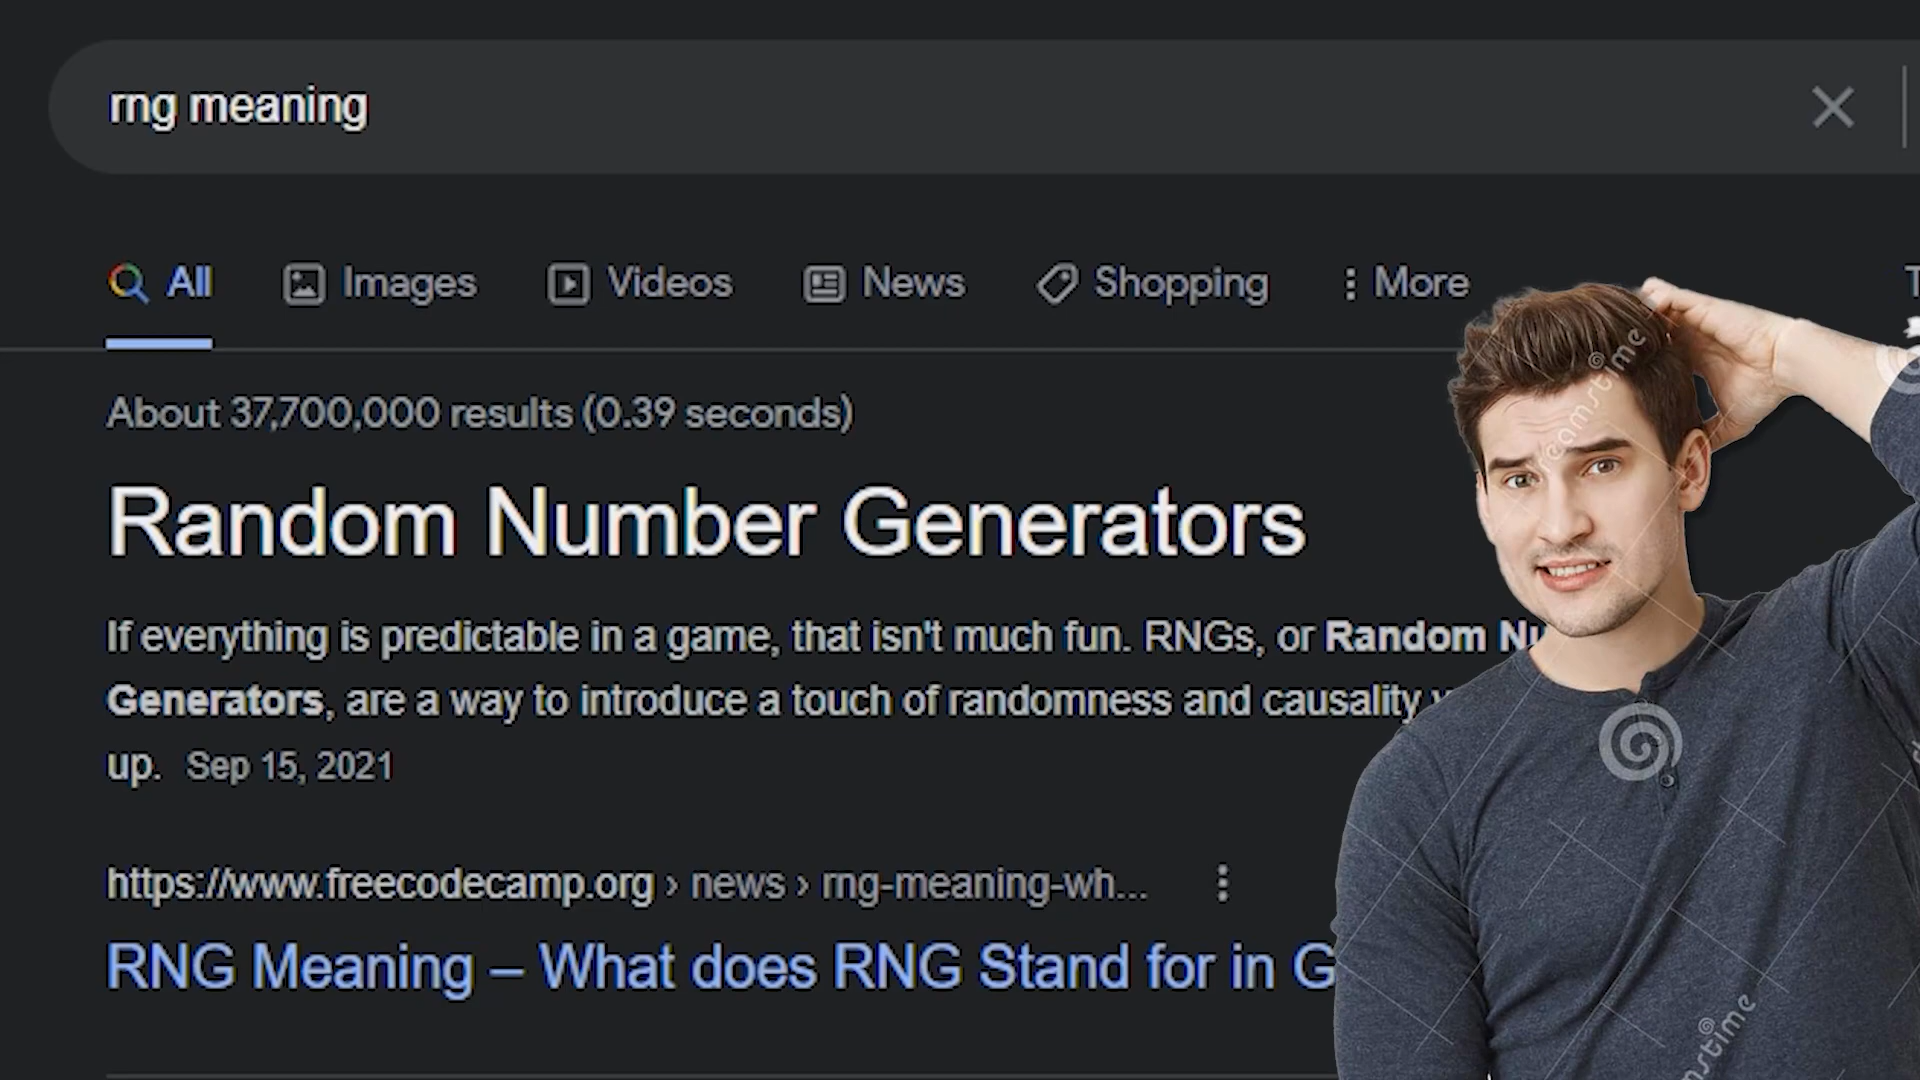 rng meaning
All Images Videos News Shopping More
About 37,700,000 results (0.39 seconds)
Random Number Generators
If everything is predictable in a game, that isn't much fun. RNGs, or Random
Generators, are a way to introduce a touch of randomness and causality
up. Sep 15, 2021
https://www.freecodecamp.org › news › rng-meaning-wh...
RNG Meaning – What does RNG Stand for in G